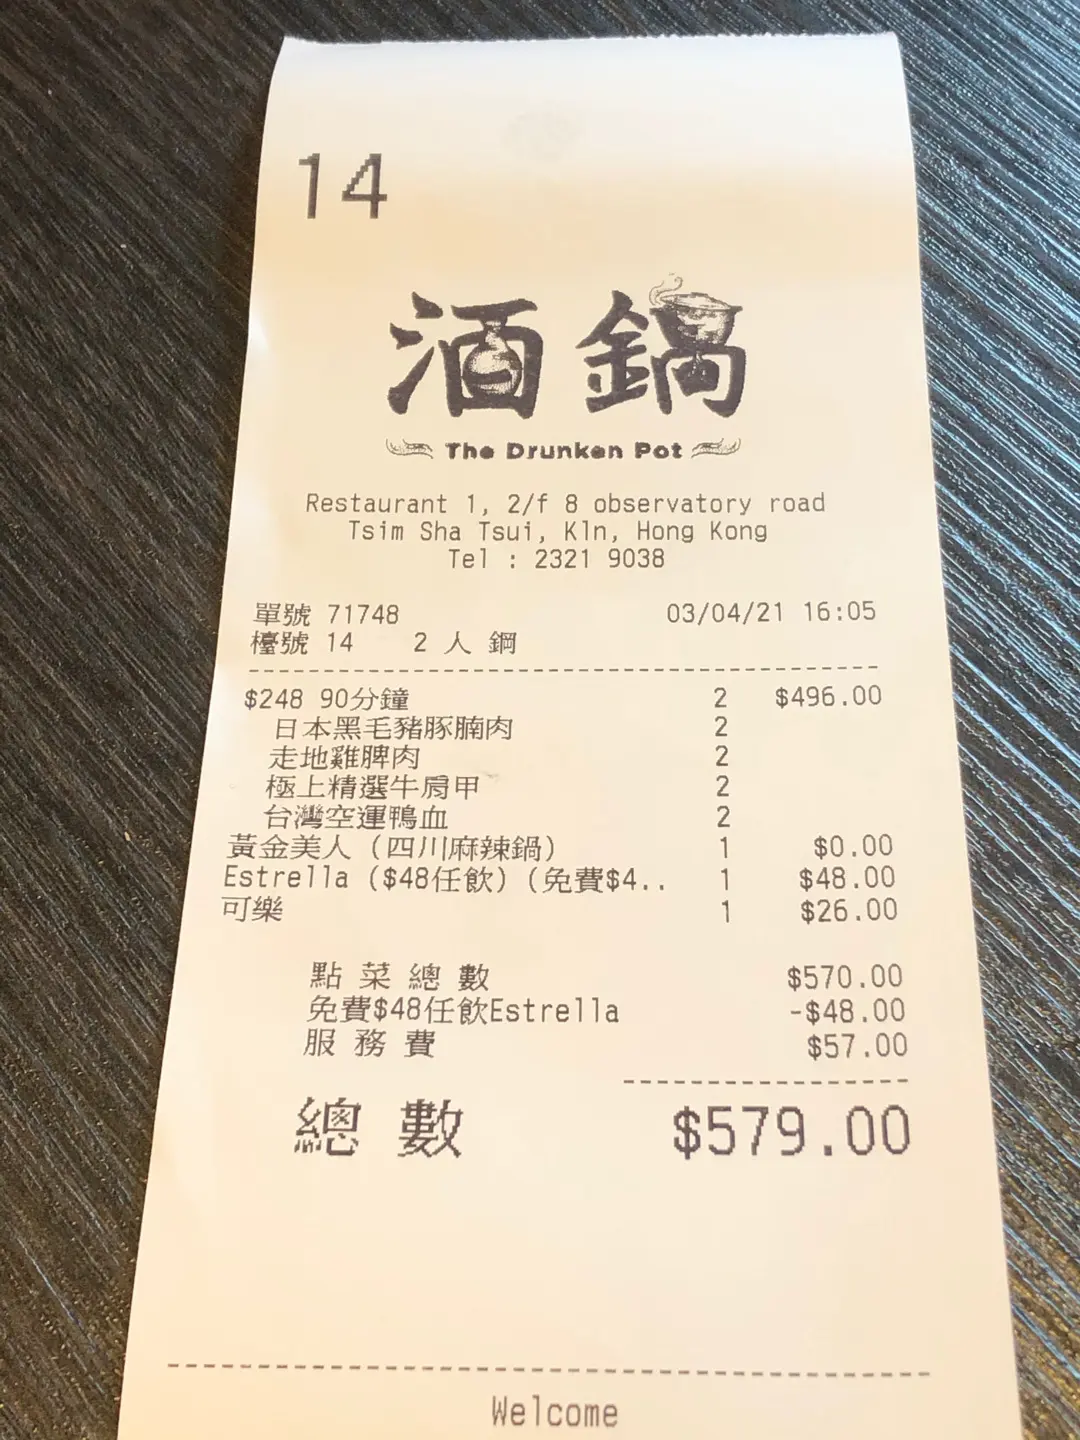 14
酒鍋
The Drunken Pot
Restaurant 1, 2/f 8 observatory road
Tsim Sha Tsui, Kln, Hong Kong
Tel : 2321 9038
單號 71748 03/04/21 16:05
檯號 14 2 人 鋼
$248 90分鐘 2 $496.00
日本黑毛豬豚腩肉 2
走地雞脾肉 2
極上精選牛肩甲 2
台灣空運鴨血 2
黃金美人 (四川麻辣鍋) 1 $0.00
Estrella ($48任飲) (免費$4.. 1 $48.00
可樂 1 $26.00
點 菜 總 數 $570.00
免費$48任飲Estrella -$48.00
服 務 費 $57.00
總 數 $579.00
Welcome